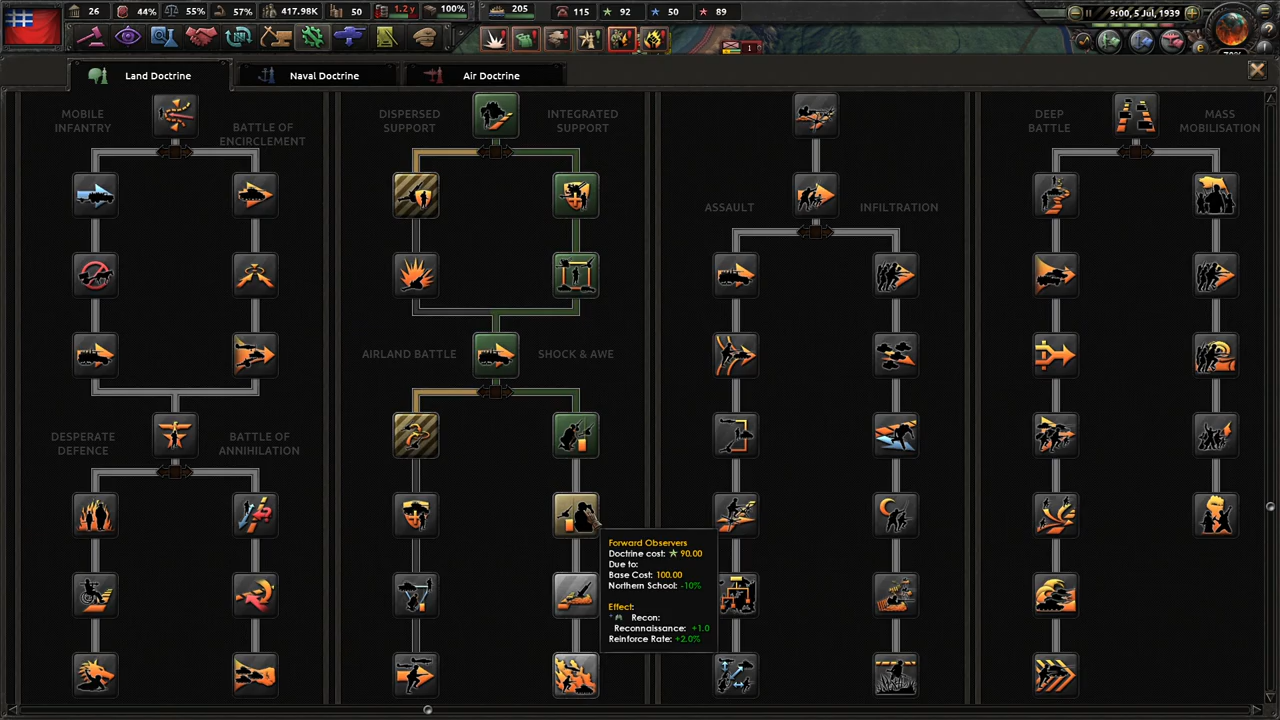 26 44% 55% 57% 417.98K 50 1.2 y 100% 205 115 92 50 89 9:00, 5 Jul, 1939
1
Land Doctrine Naval Doctrine Air Doctrine
MOBILE INFANTRY
BATTLE OF ENCIRCLEMENT
DISPERSED SUPPORT
INTEGRATED SUPPORT
DEEP BATTLE
MASS MOBILISATION
ASSAULT
INFILTRATION
AIRLAND BATTLE
SHOCK & AWE
DESPERATE DEFENCE
BATTLE OF ANNIHILATION
Forward Observers
Doctrine cost: 90.00
Due to:
Base Cost: 100.00
Northern School: -10%
Effect:
Recon:
Reconnaissance: +1.0
Reinforce Rate: +2.0%